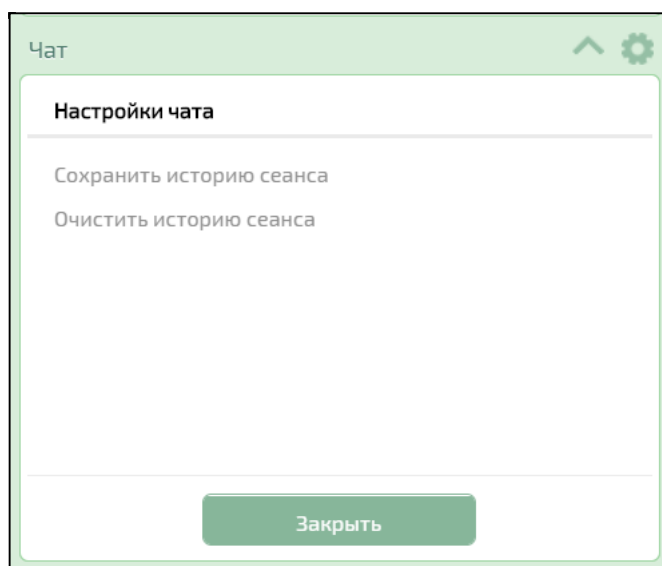 Чат
Настройки чата
Сохранить историю сеанса
Очистить историю сеанса
Закрыть